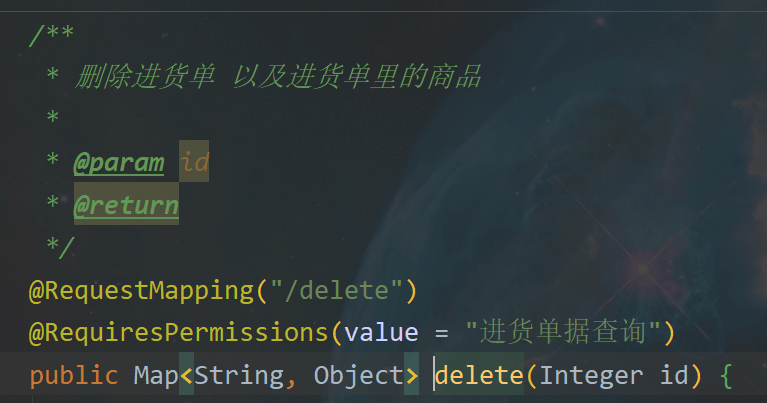 /**
* 删除进货单 以及进货单里的商品
*
* @param id
* @return
*/
@RequestMapping("/delete")
@RequiresPermissions(value = "进货单据查询")
public Map<String, Object> delete(Integer id) {